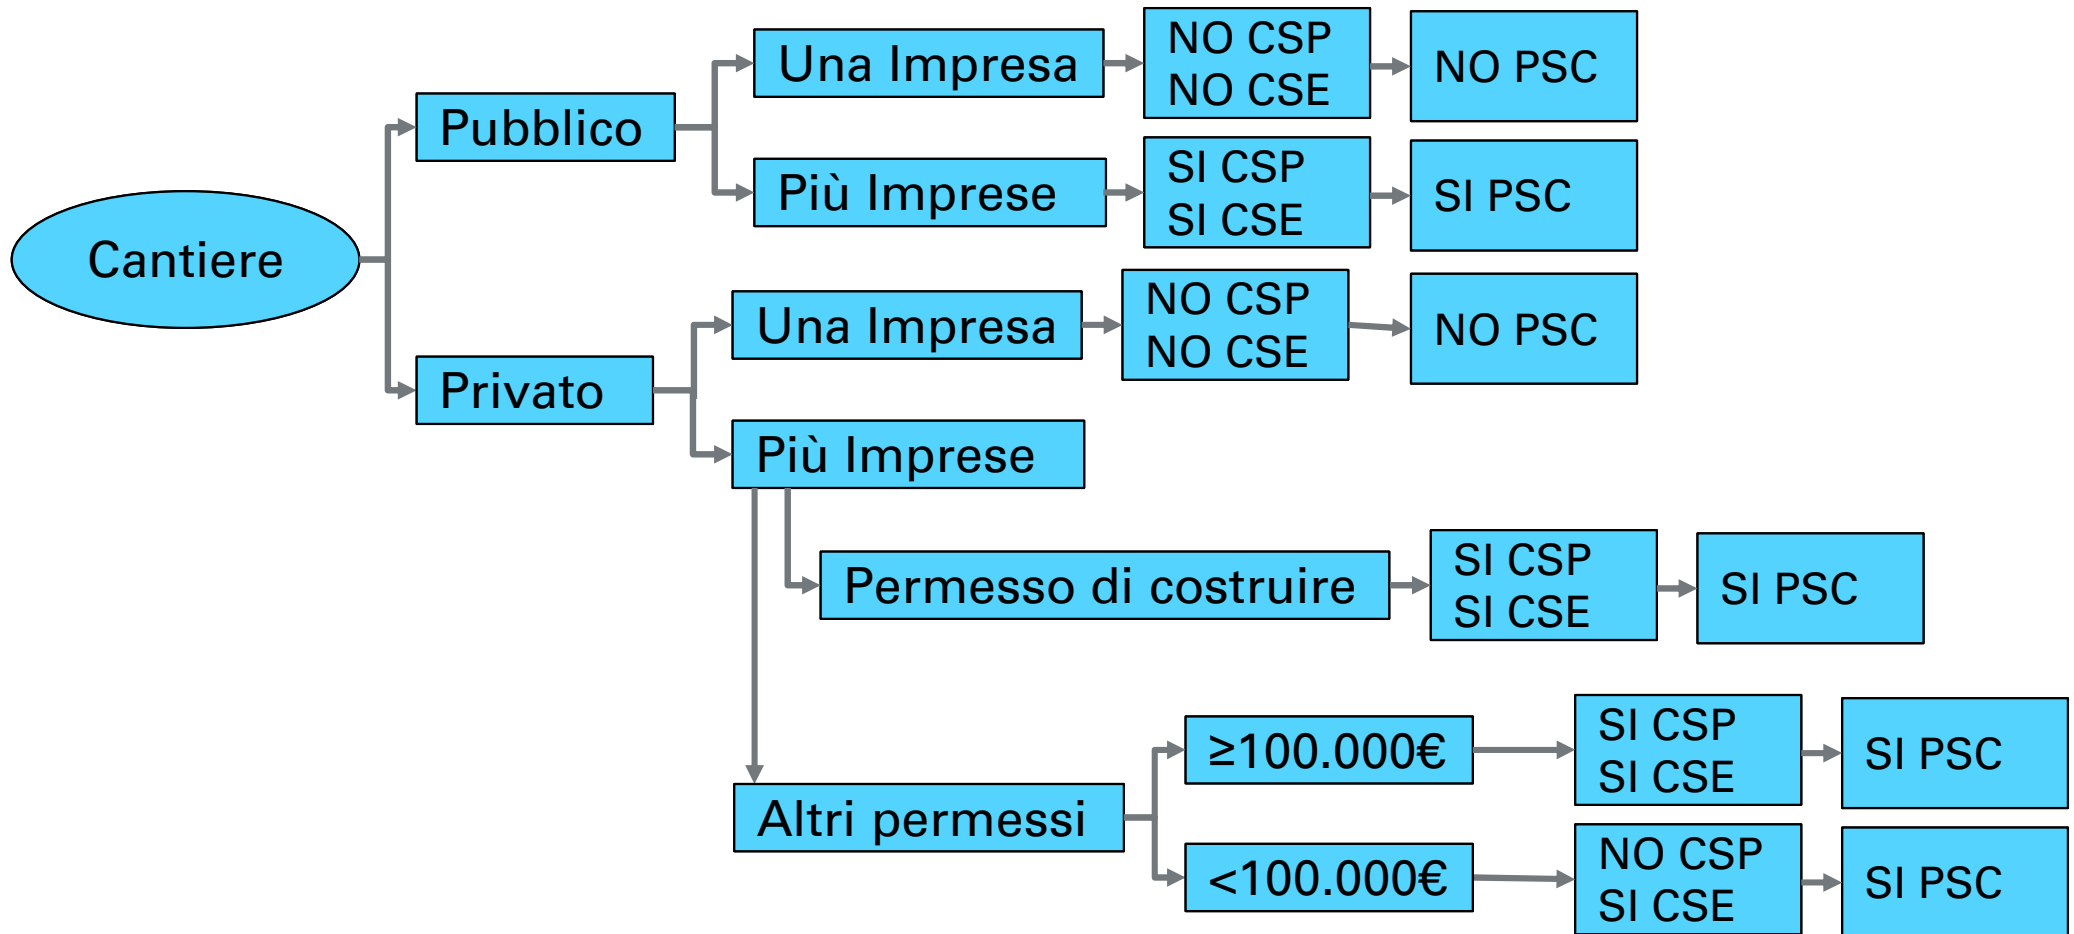 Cantiere
Pubblico
Una Impresa
NO CSP
NO CSE
NO PSC
Più Imprese
SI CSP
SI CSE
SI PSC
Privato
Una Impresa
NO CSP
NO CSE
NO PSC
Più Imprese
Permesso di costruire
SI CSP
SI CSE
SI PSC
Altri permessi
≥100.000€
SI CSP
SI CSE
SI PSC
<100.000€
NO CSP
SI CSE
SI PSC